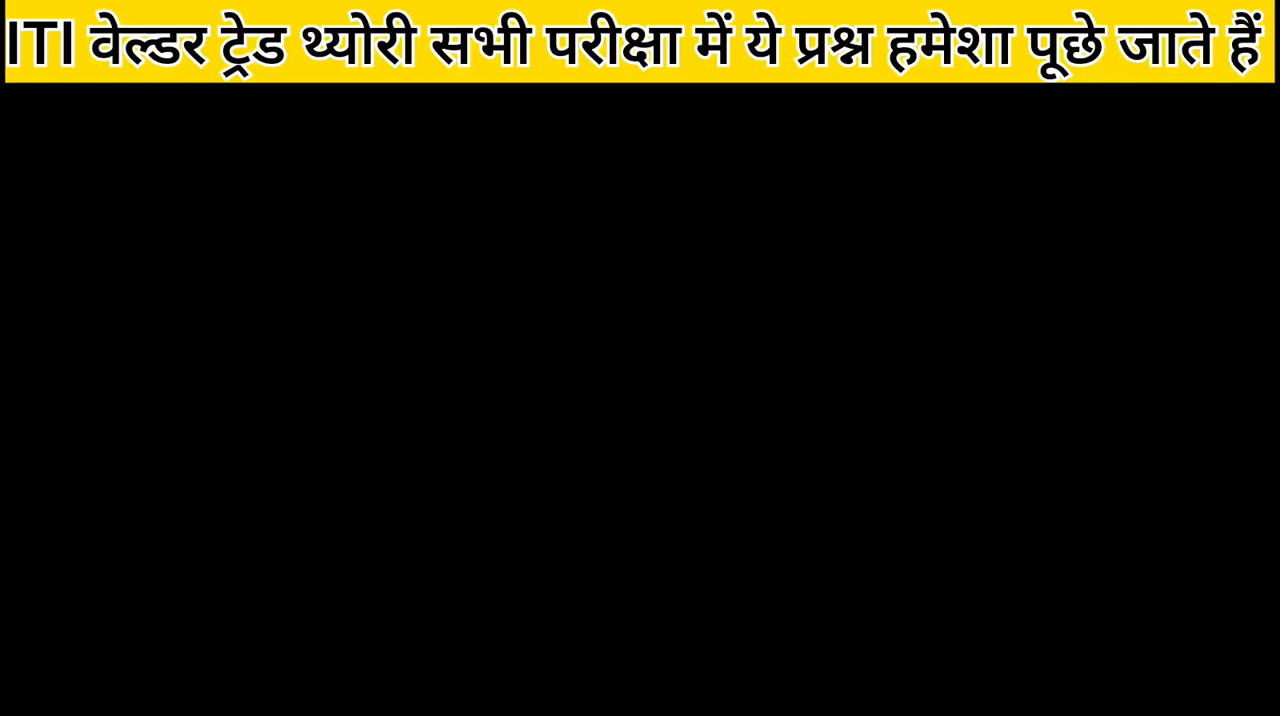 ITI वेल्डर ट्रेड थ्योरी सभी परीक्षा में ये प्रश्न हमेशा पूछे जाते हैं